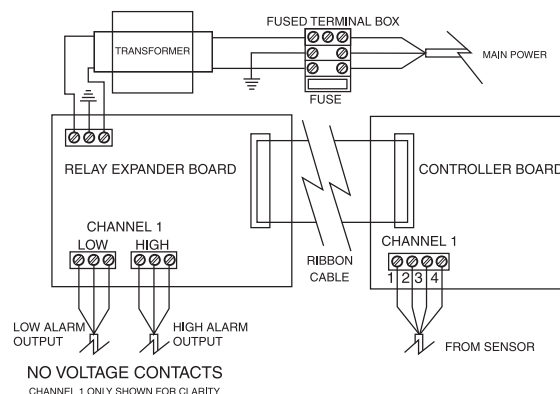 FUSED TERMINAL BOX
TRANSFORMER
MAIN POWER
FUSE
RELAY EXPANDER BOARD
CONTROLLER BOARD
CHANNEL 1
LOW HIGH
RIBBON
CABLE
CHANNEL 1
1 2 3 4
LOW ALARM
OUTPUT
HIGH ALARM
OUTPUT
FROM SENSOR
NO VOLTAGE CONTACTS
CHANNEL 1 ONLY SHOWN FOR CLARITY